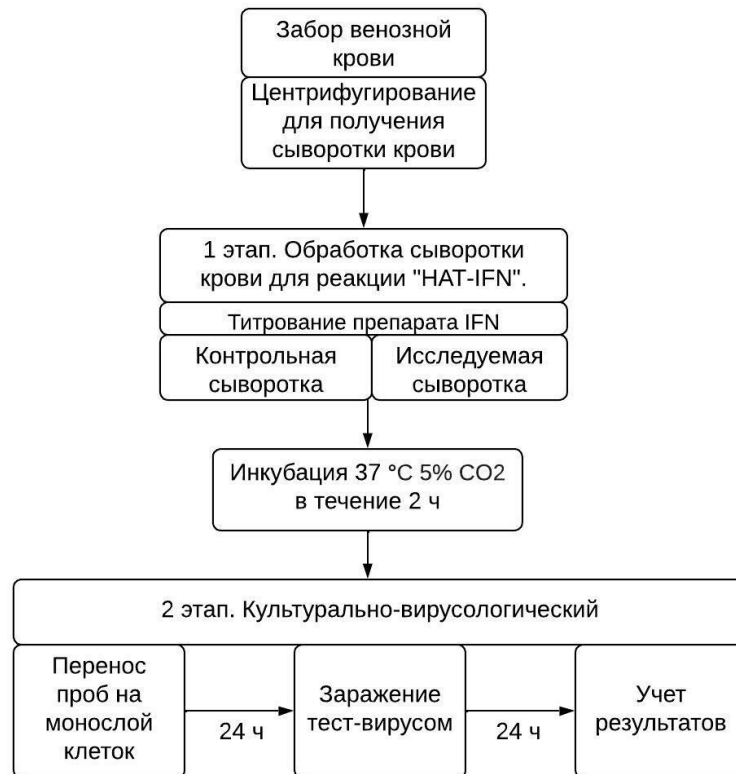 Забор венозной
крови
Центрифугирование
для получения
сыворотки крови
1 этап. Обработка сыворотки
крови для реакции "НАТ-IFN".
Титрование препарата IFN
Контрольная
сыворотка
Исследуемая
сыворотка
Инкубация 37 °C 5% CO2
в течение 2 ч
2 этап. Культурально-вирусологический
Перенос
проб на
монослой
клеток
24 ч
Заражение
тест-вирусом
24 ч
Учет
результатов